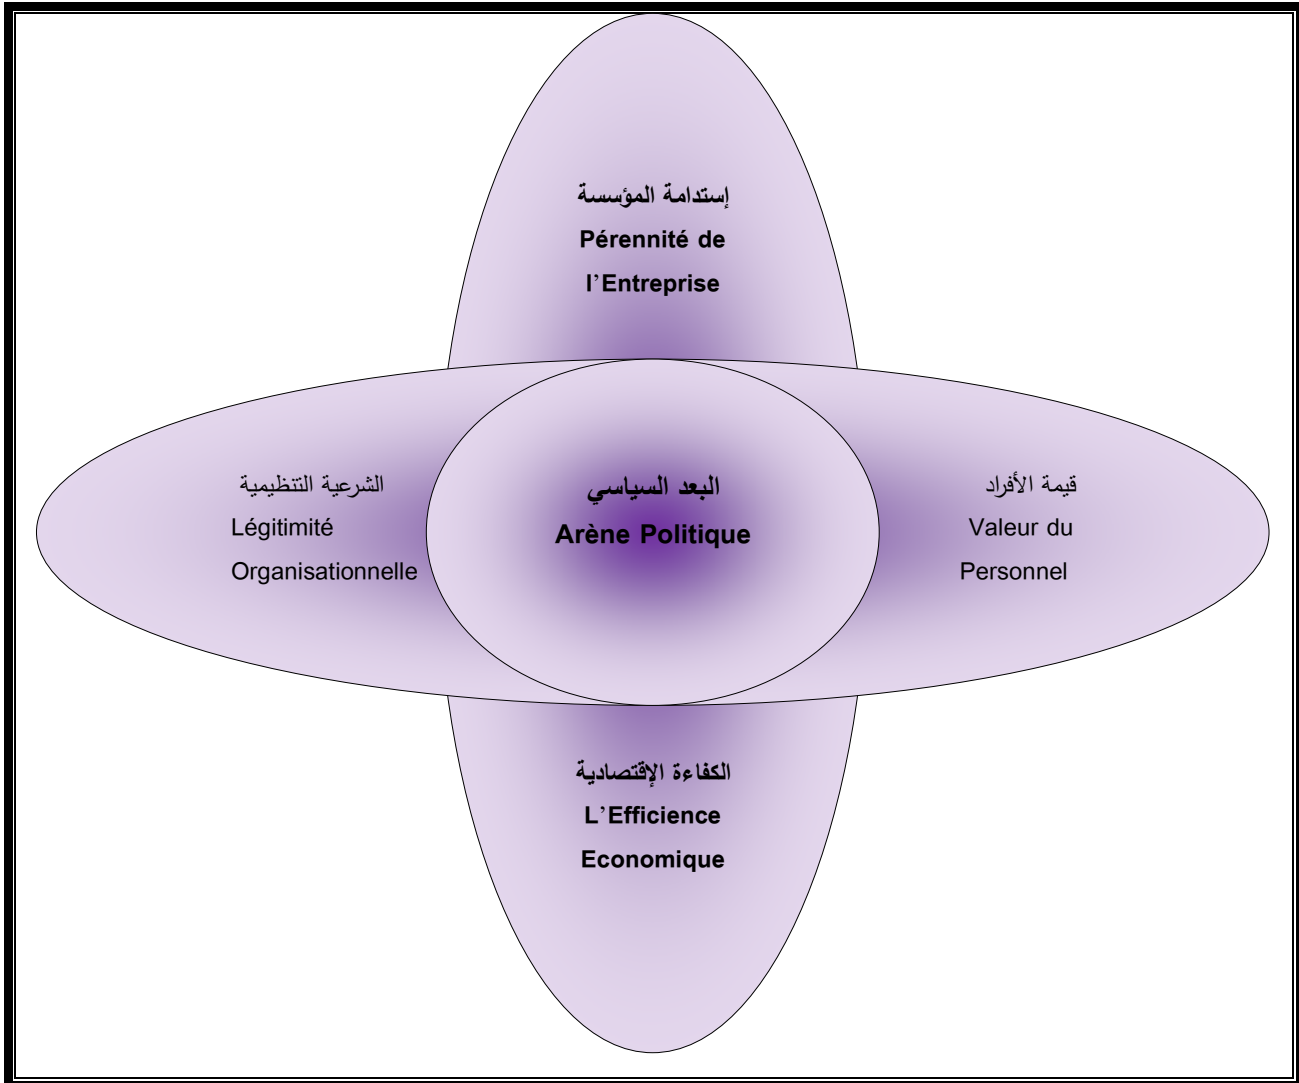 إستدامة المؤسسة
Pérennité de
l’Entreprise
الشرعية التنظيمية
Légitimité
Organisationnelle
البعد السياسي
Arène Politique
قيمة الأفراد
Valeur du
Personnel
الكفاءة الإقتصادية
L’Efficience
Economique